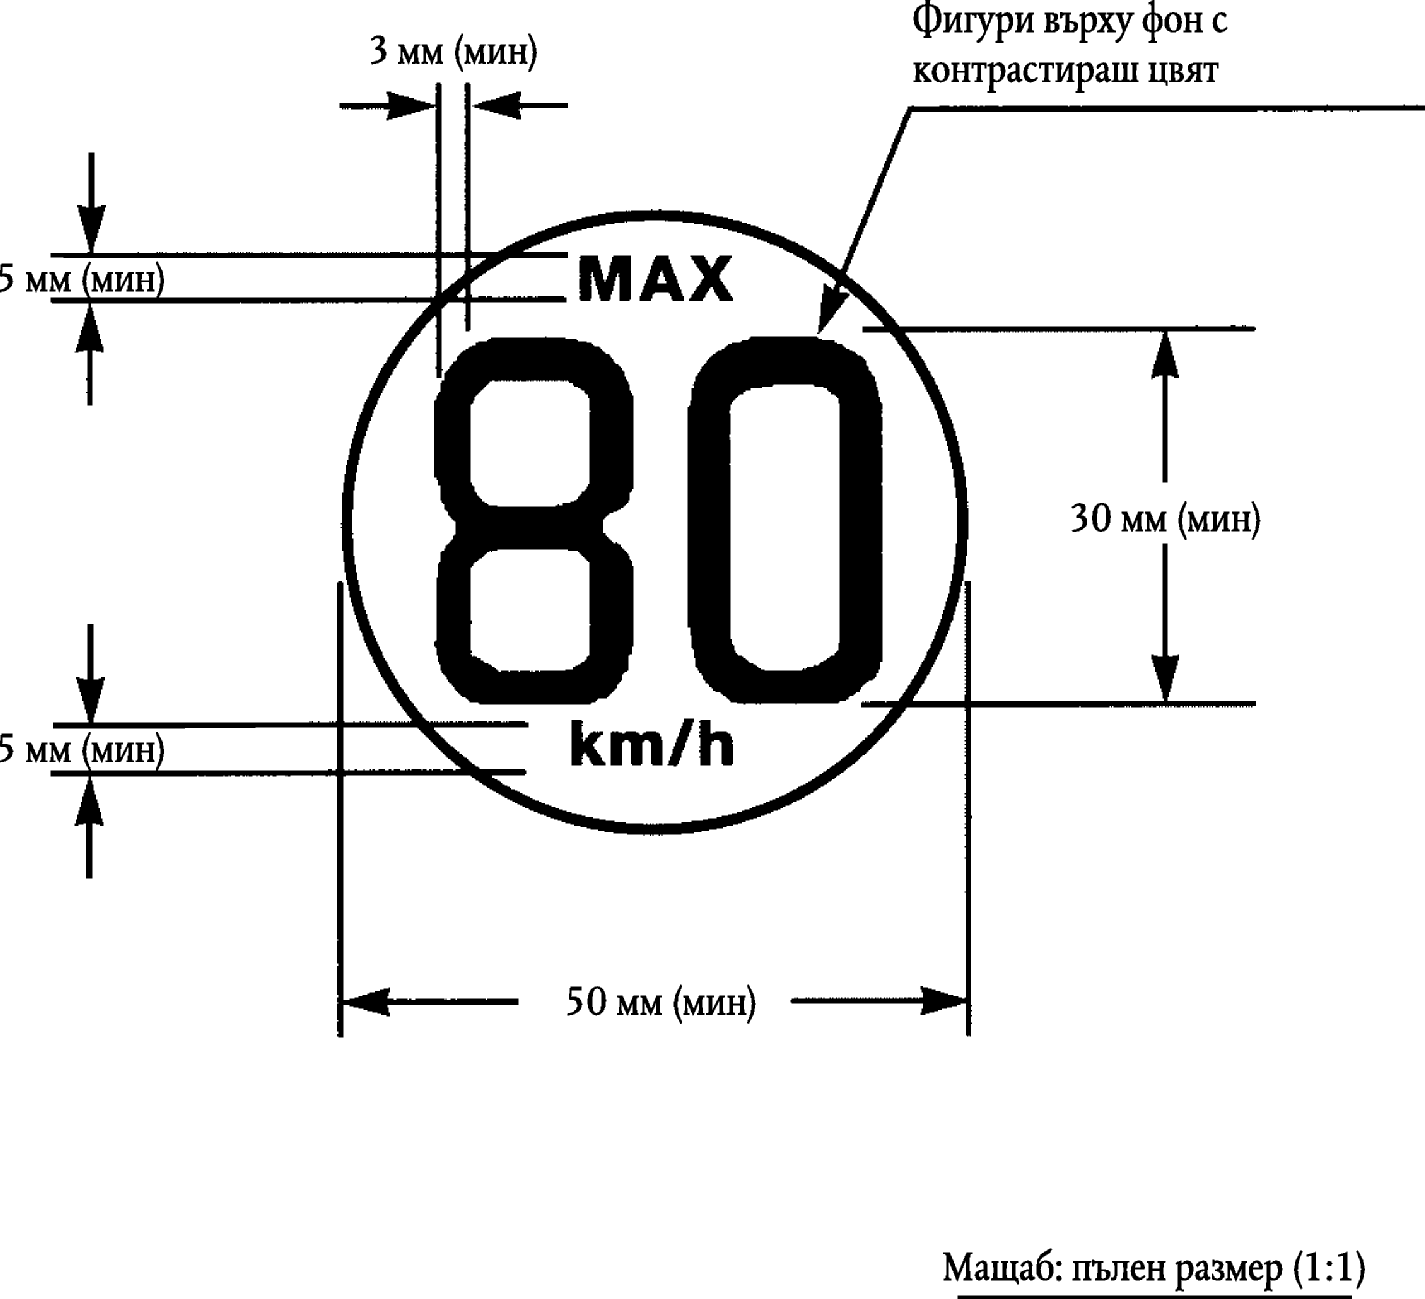 Фигури върху фон с
контрастираш цвят
3 мм (мин)
5 мм (мин)
MAX
80
30 мм (мин)
km/h
5 мм (мин)
50 мм (мин)
Мащаб: пълен размер (1:1)